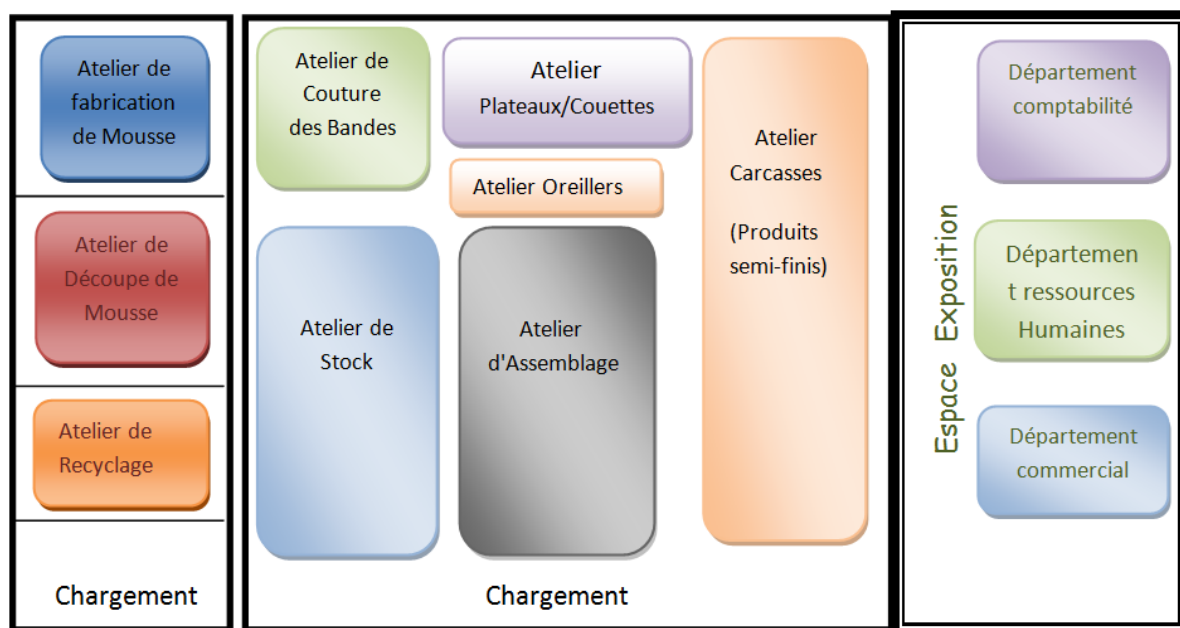 Atelier de
fabrication
de Mousse
Atelier de
Découpe de
Mousse
Atelier de
Recyclage
Chargement
Atelier de
Couture
des Bandes
Atelier
Plateaux/Couettes
Atelier Oreillers
Atelier de
Stock
Atelier
d'Assemblage
Atelier
Carcasses
(Produits
semi-finis)
Chargement
Espace Exposition
Département
comptabilité
Départemen
t ressources
Humaines
Département
commercial